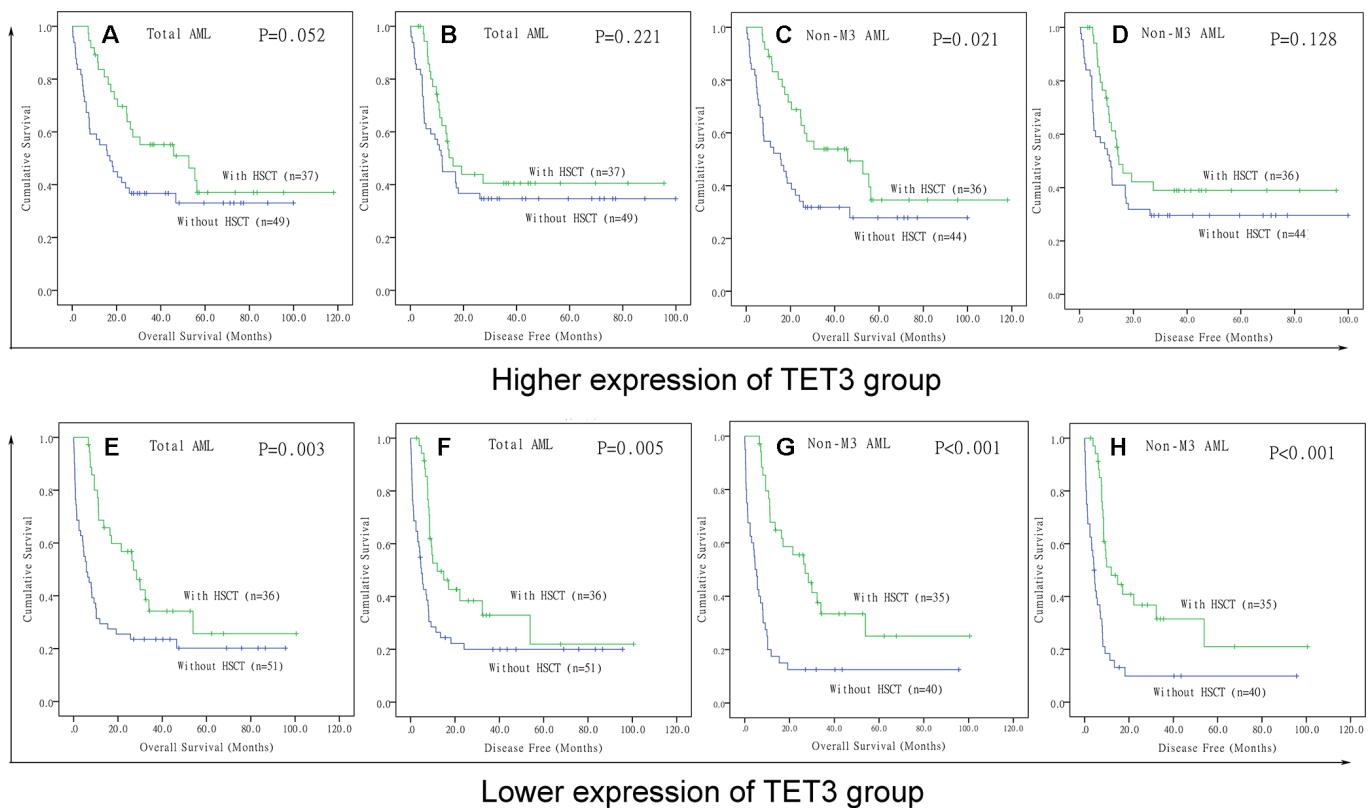 A Total AML P=0.052
1.0
0.8
0.6
0.4
0.2
0.0
Cumulative Survival
With HSCT (n=37)
Without HSCT (n=49)
.0 20.0 40.0 60.0 80.0 100.0 120.0
Overall Survival (Months)
B Total AML P=0.221
1.0
0.8
0.6
0.4
0.2
0.0
Cumulative Survival
With HSCT (n=37)
Without HSCT (n=49)
.0 20.0 40.0 60.0 80.0 100.0
Disease Free (Months)
C Non-M3 AML P=0.021
1.0
0.8
0.6
0.4
0.2
0.0
Cumulative Survival
With HSCT (n=36)
Without HSCT (n=44)
.0 20.0 40.0 60.0 80.0 100.0 120.0
Overall Survival (Months)
D Non-M3 AML P=0.128
1.0
0.8
0.6
0.4
0.2
0.0
Cumulative Survival
With HSCT (n=36)
Without HSCT (n=44)
.0 20.0 40.0 60.0 80.0 100.0
Disease Free (Months)
Higher expression of TET3 group
E Total AML P=0.003
1.0
0.8
0.6
0.4
0.2
0.0
Cumulative Survival
With HSCT (n=36)
Without HSCT (n=51)
.0 20.0 40.0 60.0 80.0 100.0 120.0
Overall Survival (Months)
F Total AML P=0.005
1.0
0.8
0.6
0.4
0.2
0.0
Cumulative Survival
With HSCT (n=36)
Without HSCT (n=51)
.0 20.0 40.0 60.0 80.0 100.0 120.0
Disease Free (Months)
G Non-M3 AML P<0.001
1.0
0.8
0.6
0.4
0.2
0.0
Cumulative Survival
With HSCT (n=35)
Without HSCT (n=40)
.0 20.0 40.0 60.0 80.0 100.0 120.0
Overall Survival (Months)
H Non-M3 AML P<0.001
1.0
0.8
0.6
0.4
0.2
0.0
Cumulative Survival
With HSCT (n=35)
Without HSCT (n=40)
.0 20.0 40.0 60.0 80.0 100.0 120.0
Disease Free (Months)
Lower expression of TET3 group